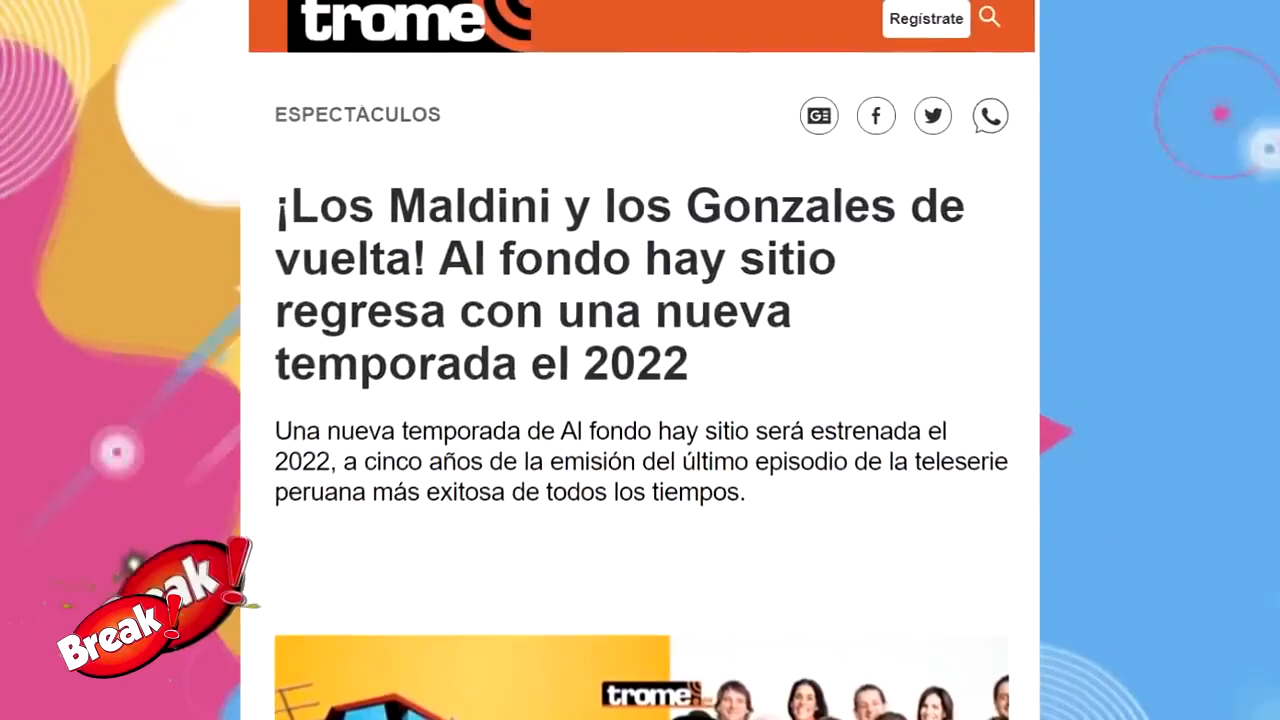 trome
Regístrate
ESPECTÁCULOS
¡Los Maldini y los Gonzales de
vuelta! Al fondo hay sitio
regresa con una nueva
temporada el 2022
Una nueva temporada de Al fondo hay sitio será estrenada el
2022, a cinco años de la emisión del último episodio de la teleserie
peruana más exitosa de todos los tiempos.
Break!
trome